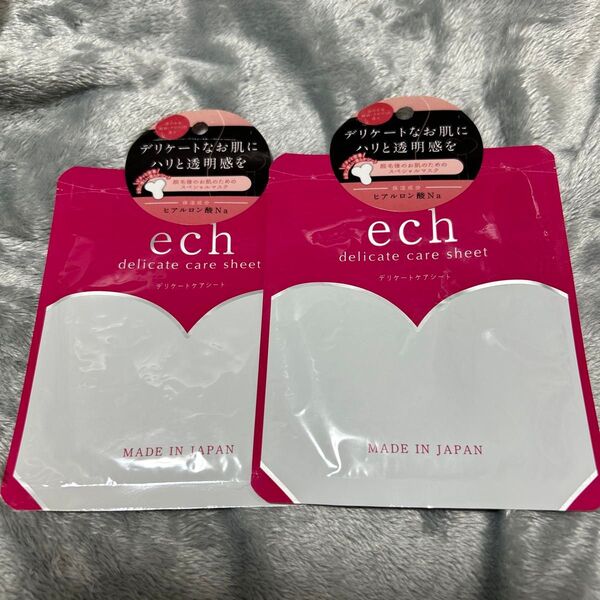 デリケートなお肌に
ハリと透明感を
脱毛後のお肌のための
スペシャルマスク
保湿成分
ヒアルロン酸Na
ech
delicate care sheet
デリケートケアシート
MADE IN JAPAN
デリケートなお肌に
ハリと透明感を
脱毛後のお肌のための
スペシャルマスク
保湿成分
ヒアルロン酸Na
ech
delicate care sheet
デリケートケアシート
MADE IN JAPAN